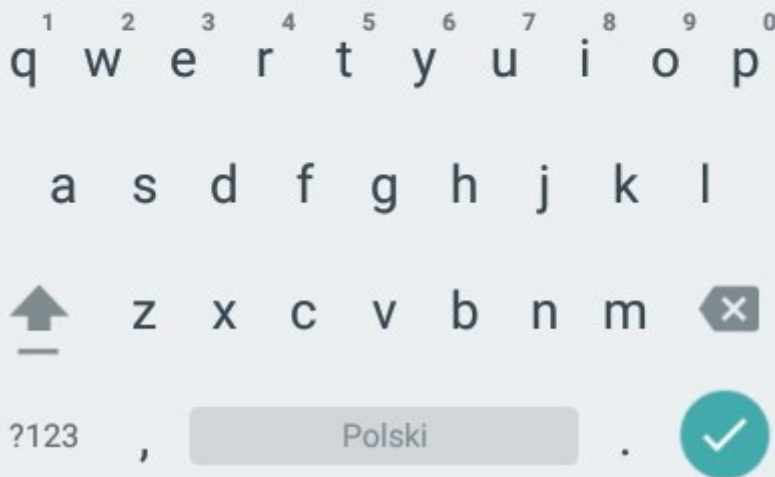 1 2 3 4 5 6 7 8 9 0
q w e r t y u i o p
a s d f g h j k l
z x c v b n m
?123 , Polski .